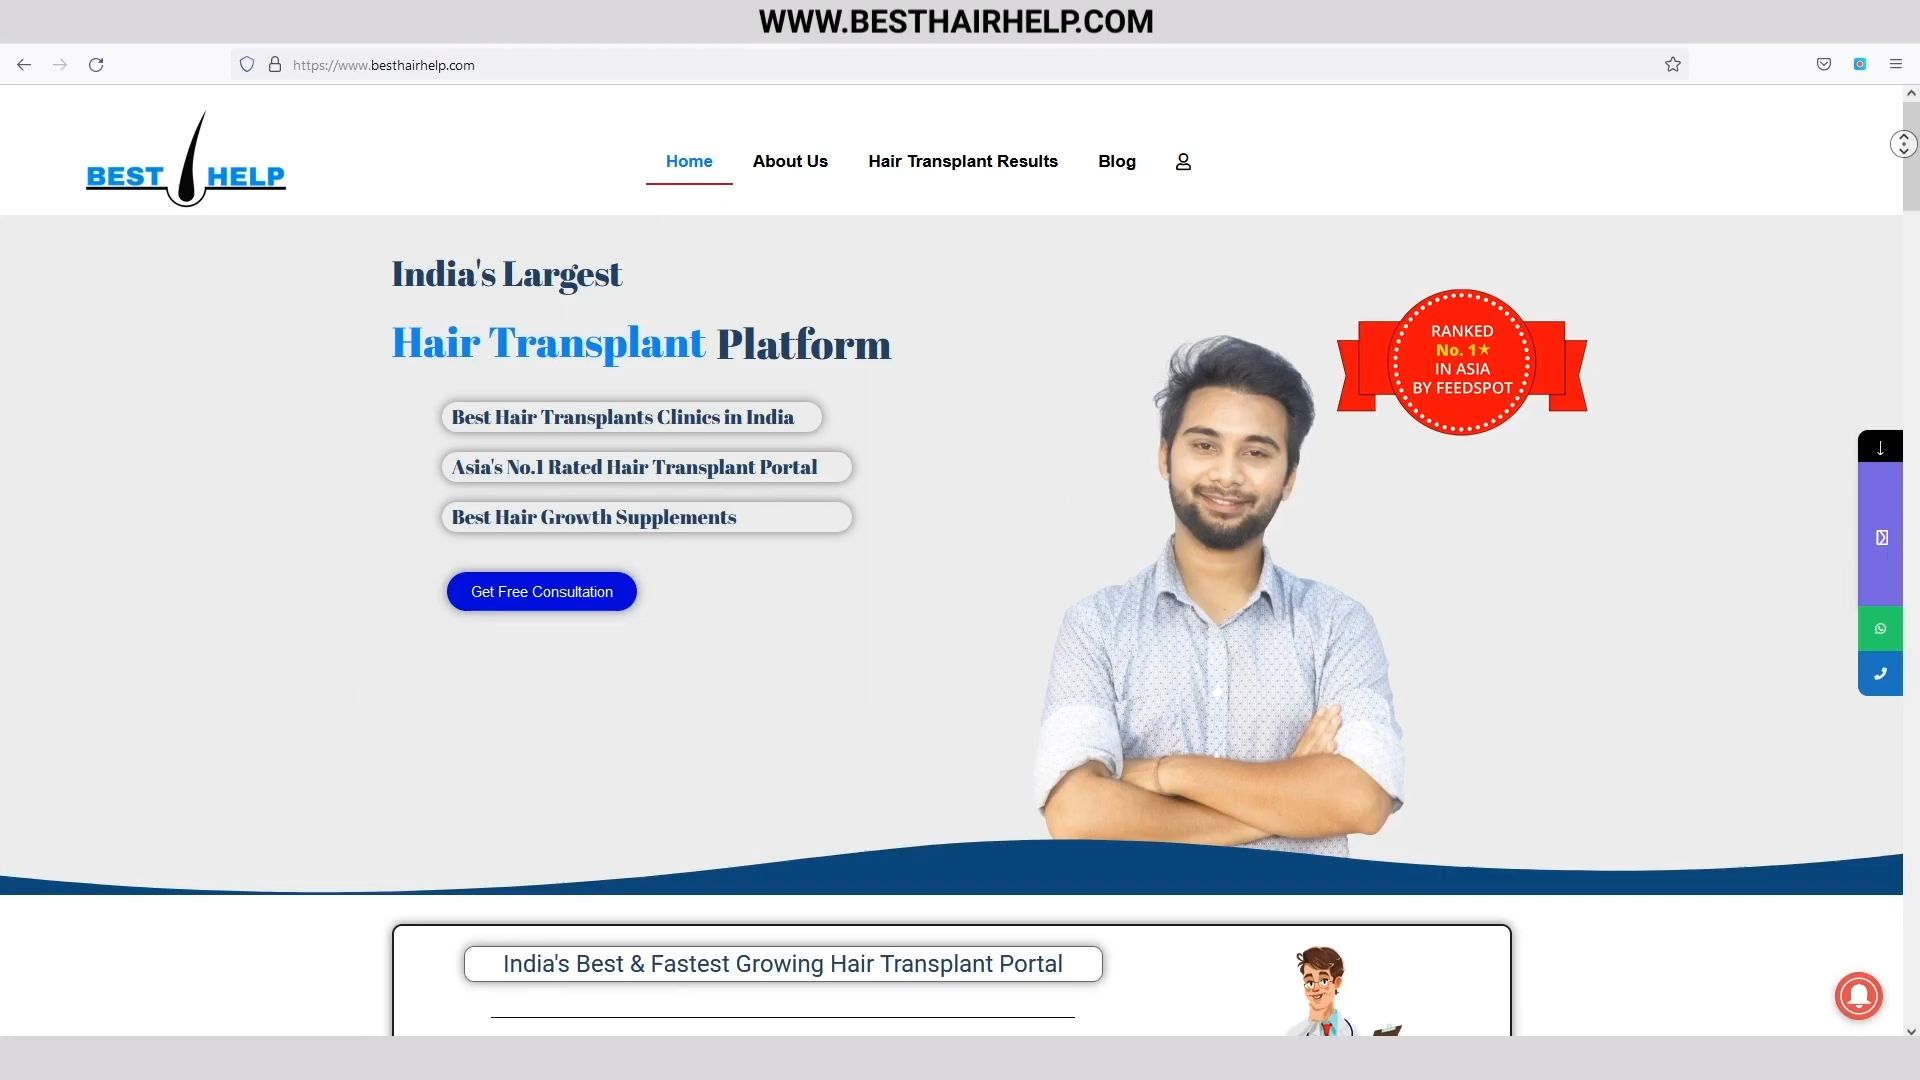 WWW.BESTHAIRHELP.COM
https://www.besthairhelp.com
BEST HELP
Home About Us Hair Transplant Results Blog
India's Largest
Hair Transplant Platform
RANKED
No. 1★
IN ASIA
BY FEEDSPOT
Best Hair Transplants Clinics in India
Asia's No.1 Rated Hair Transplant Portal
Best Hair Growth Supplements
Get Free Consultation
India's Best & Fastest Growing Hair Transplant Portal